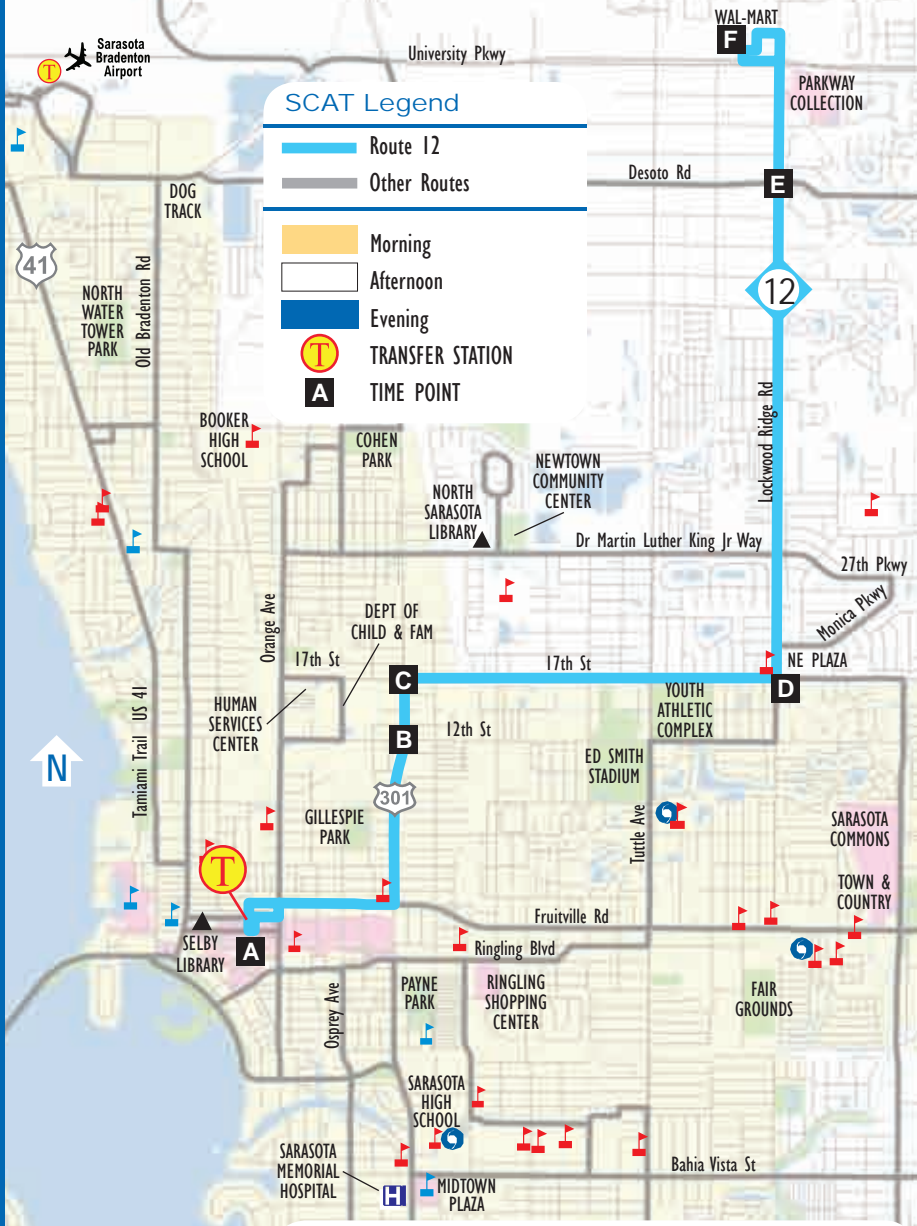 WAL-MART
F
Sarasota
Bradenton
Airport
T
University Pkwy
PARKWAY
COLLECTION
SCAT Legend
Route 12
Other Routes
Morning
Afternoon
Evening
T TRANSFER STATION
A TIME POINT
Desoto Rd
E
DOG
TRACK
41
12
NORTH
WATER
TOWER
PARK
Old Bradenton Rd
Lockwood Ridge Rd
BOOKER
HIGH
SCHOOL
COHEN
PARK
NORTH
SARASOTA
LIBRARY
NEWTOWN
COMMUNITY
CENTER
Dr Martin Luther King Jr Way
27th Pkwy
Monica Pkwy
Orange Ave
DEPT OF
CHILD & FAM
17th St
17th St
NE PLAZA
C
D
HUMAN
SERVICES
CENTER
B
12th St
YOUTH
ATHLETIC
COMPLEX
Tamiami Trail US 41
N
301
ED SMITH
STADIUM
GILLESPIE
PARK
Tuttle Ave
SARASOTA
COMMONS
T
TOWN &
COUNTRY
Fruitville Rd
SELBY
LIBRARY
A
Ringling Blvd
Osprey Ave
PAYNE
PARK
RINGLING
SHOPPING
CENTER
FAIR
GROUNDS
SARASOTA
HIGH
SCHOOL
SARASOTA
MEMORIAL
HOSPITAL
H
MIDTOWN
PLAZA
Bahia Vista St